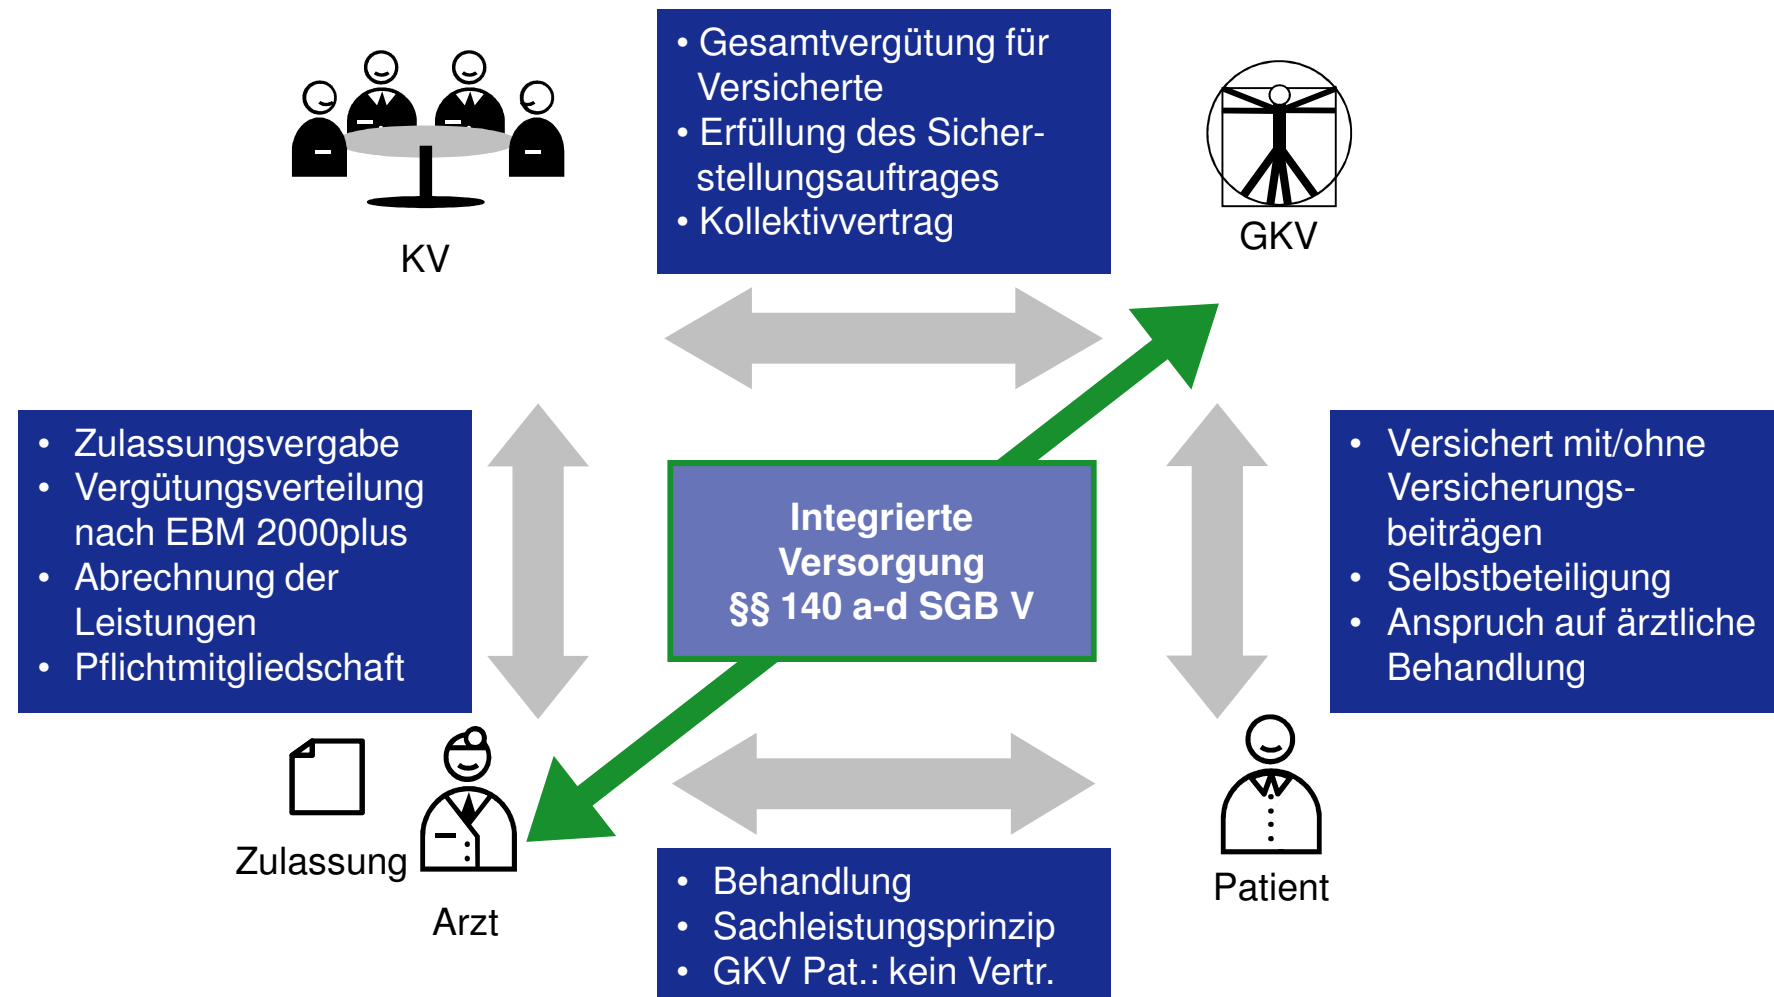 • Gesamtvergütung für
Versicherte
• Erfüllung des Sicher-
stellungsauftrages
• Kollektivvertrag
KV
GKV
• Zulassungsvergabe
• Vergütungsverteilung
nach EBM 2000plus
• Abrechnung der
Leistungen
• Pflichtmitgliedschaft
Integrierte
Versorgung
§§ 140 a-d SGB V
• Versichert mit/ohne
Versicherungs-
beiträgen
• Selbstbeteiligung
• Anspruch auf ärztliche
Behandlung
Zulassung
Arzt
• Behandlung
• Sachleistungsprinzip
• GKV Pat.: kein Vertr.
Patient